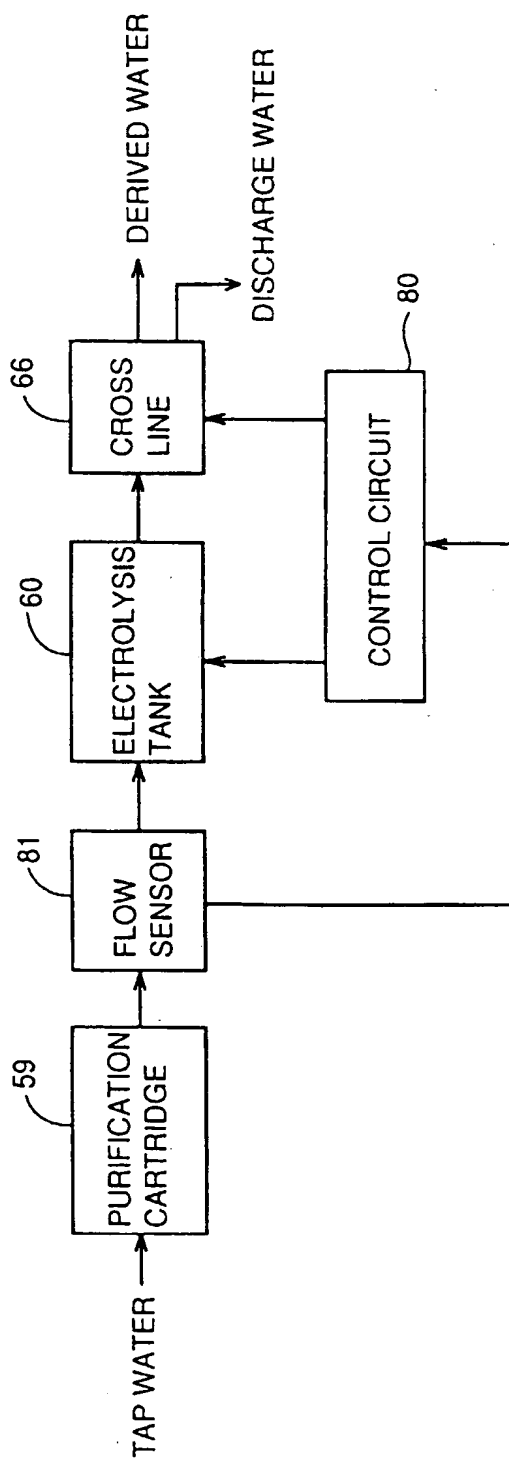 TAP WATER
59
PURIFICATION
CARTRIDGE
81
FLOW
SENSOR
60
ELECTROLYSIS
TANK
66
CROSS
LINE
DERIVED WATER
DISCHARGE WATER
80
CONTROL CIRCUIT